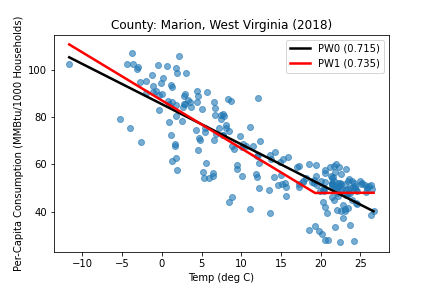 County: Marion, West Virginia (2018)
Per-Capita Consumption (MMBtu/1000 Households)
100
80
60
40
PW0 (0.715)
PW1 (0.735)
−10
−5
0
5
10
15
20
25
Temp (deg C)